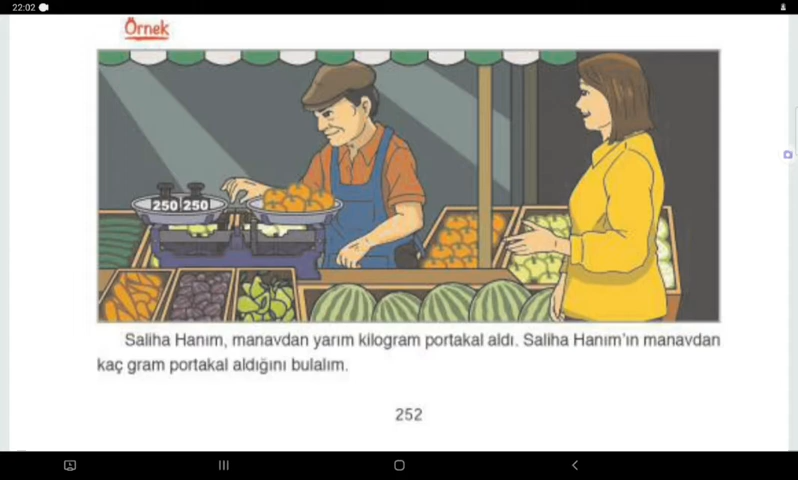 22:02
Örnek
250 250
Saliha Hanım, manavdan yarım kilogram portakal aldı. Saliha Hanım'ın manavdan
kaç gram portakal aldığını bulalım.
252